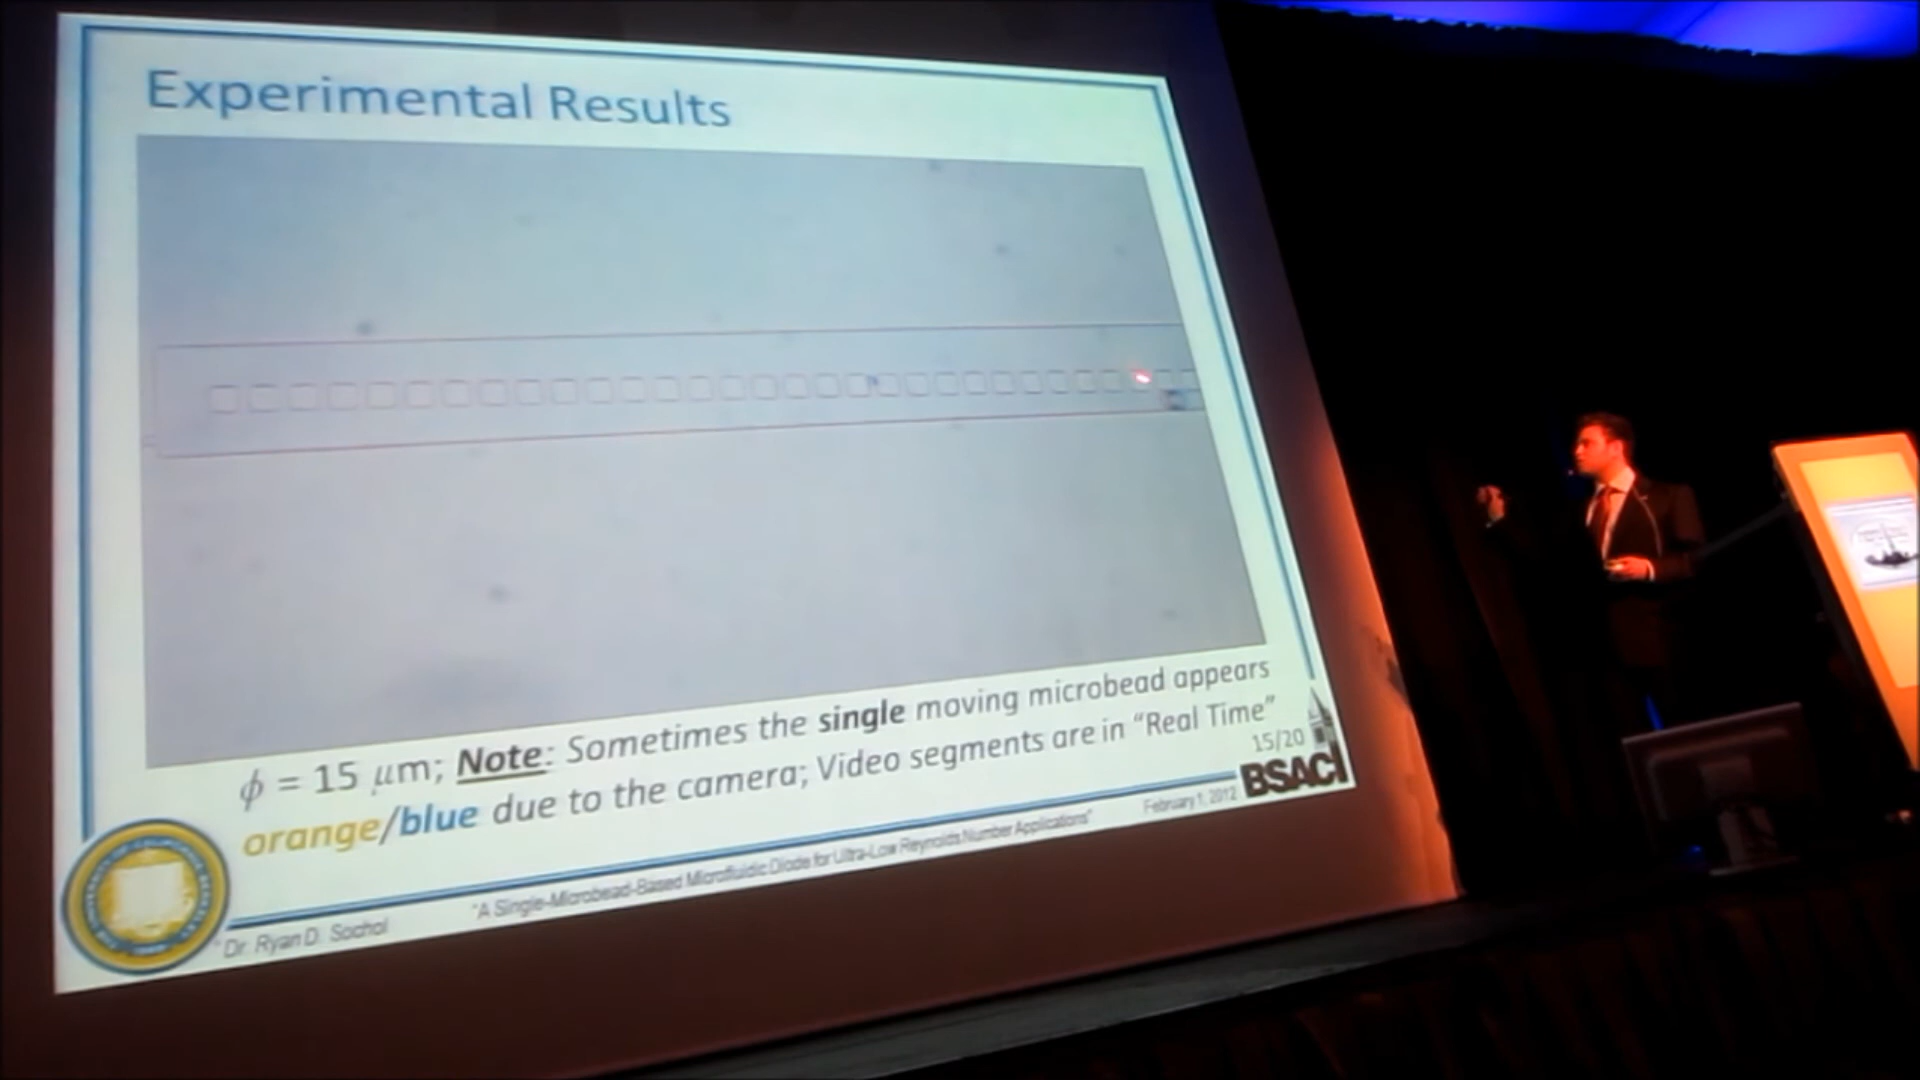 Experimental Results
ϕ = 15 μm; Note: Sometimes the single moving microbead appears
orange/blue due to the camera; Video segments are in “Real Time”
15/20
BSAC
Dr. Ryan D. Sochol
“A Single-Microbead-Based Microfluidic Diode for Ultra-Low Reynolds Number Applications”
February 1, 2012